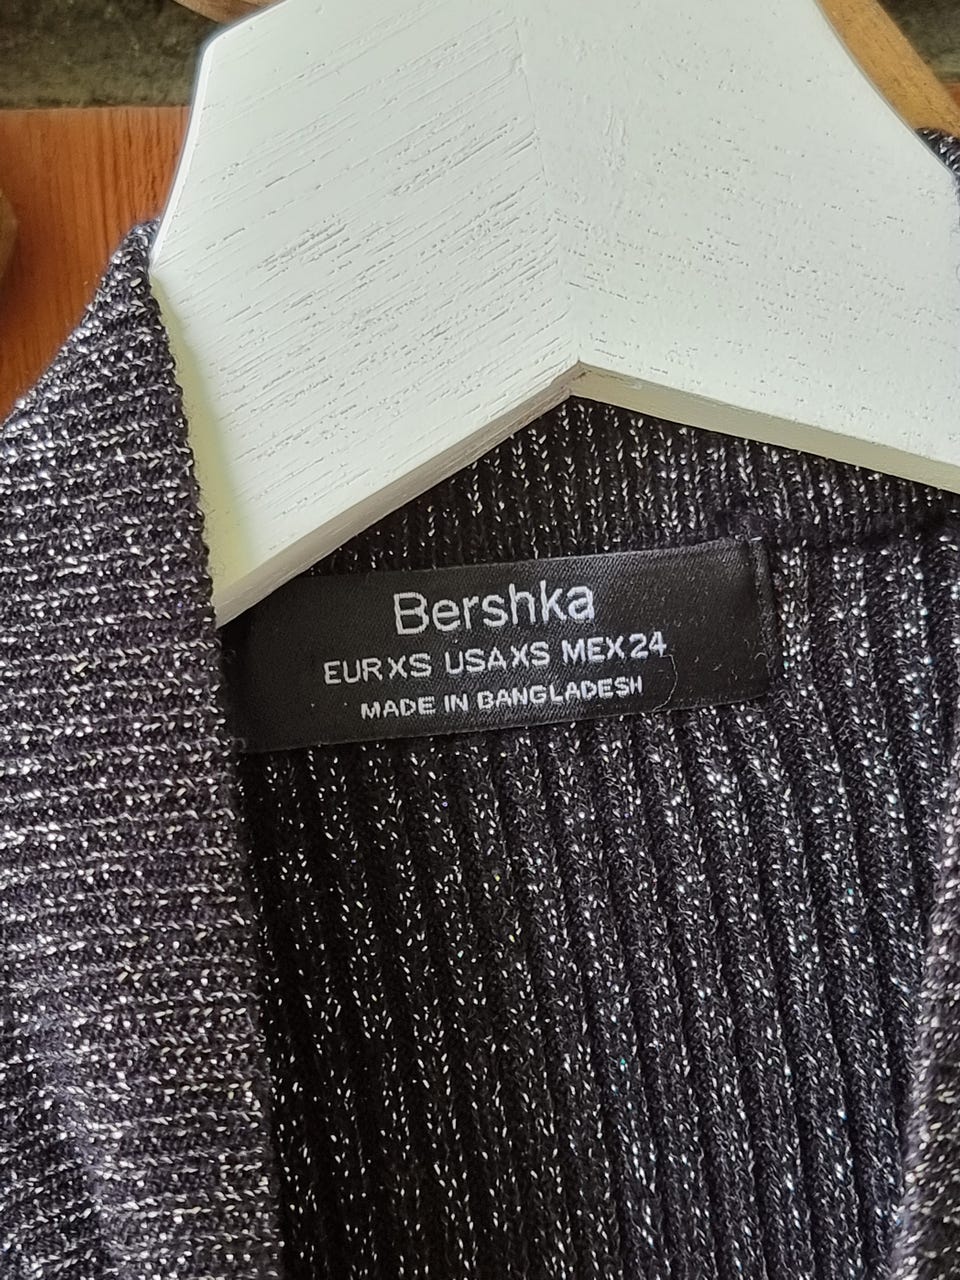 Bershka
EUR XS USA XS MEX 24
MADE IN BANGLADESH